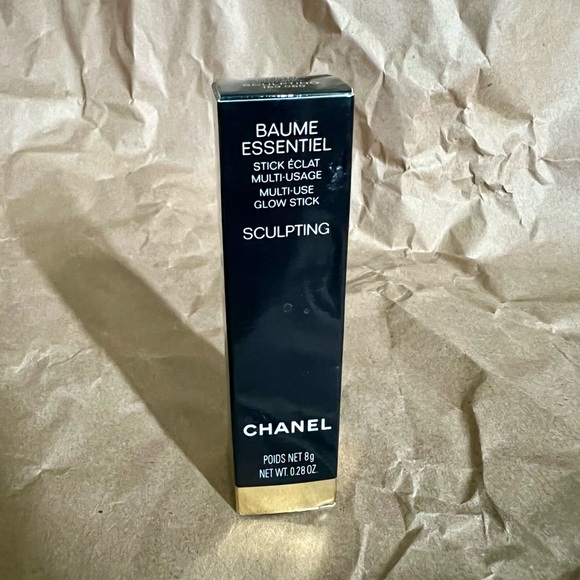 SCULPTING
BAUME
ESSENTIEL
STICK ÉCLAT
MULTI-USAGE
MULTI-USE
GLOW STICK
SCULPTING
CHANEL
POIDS NET 8g
NET WT. 0.28 OZ.